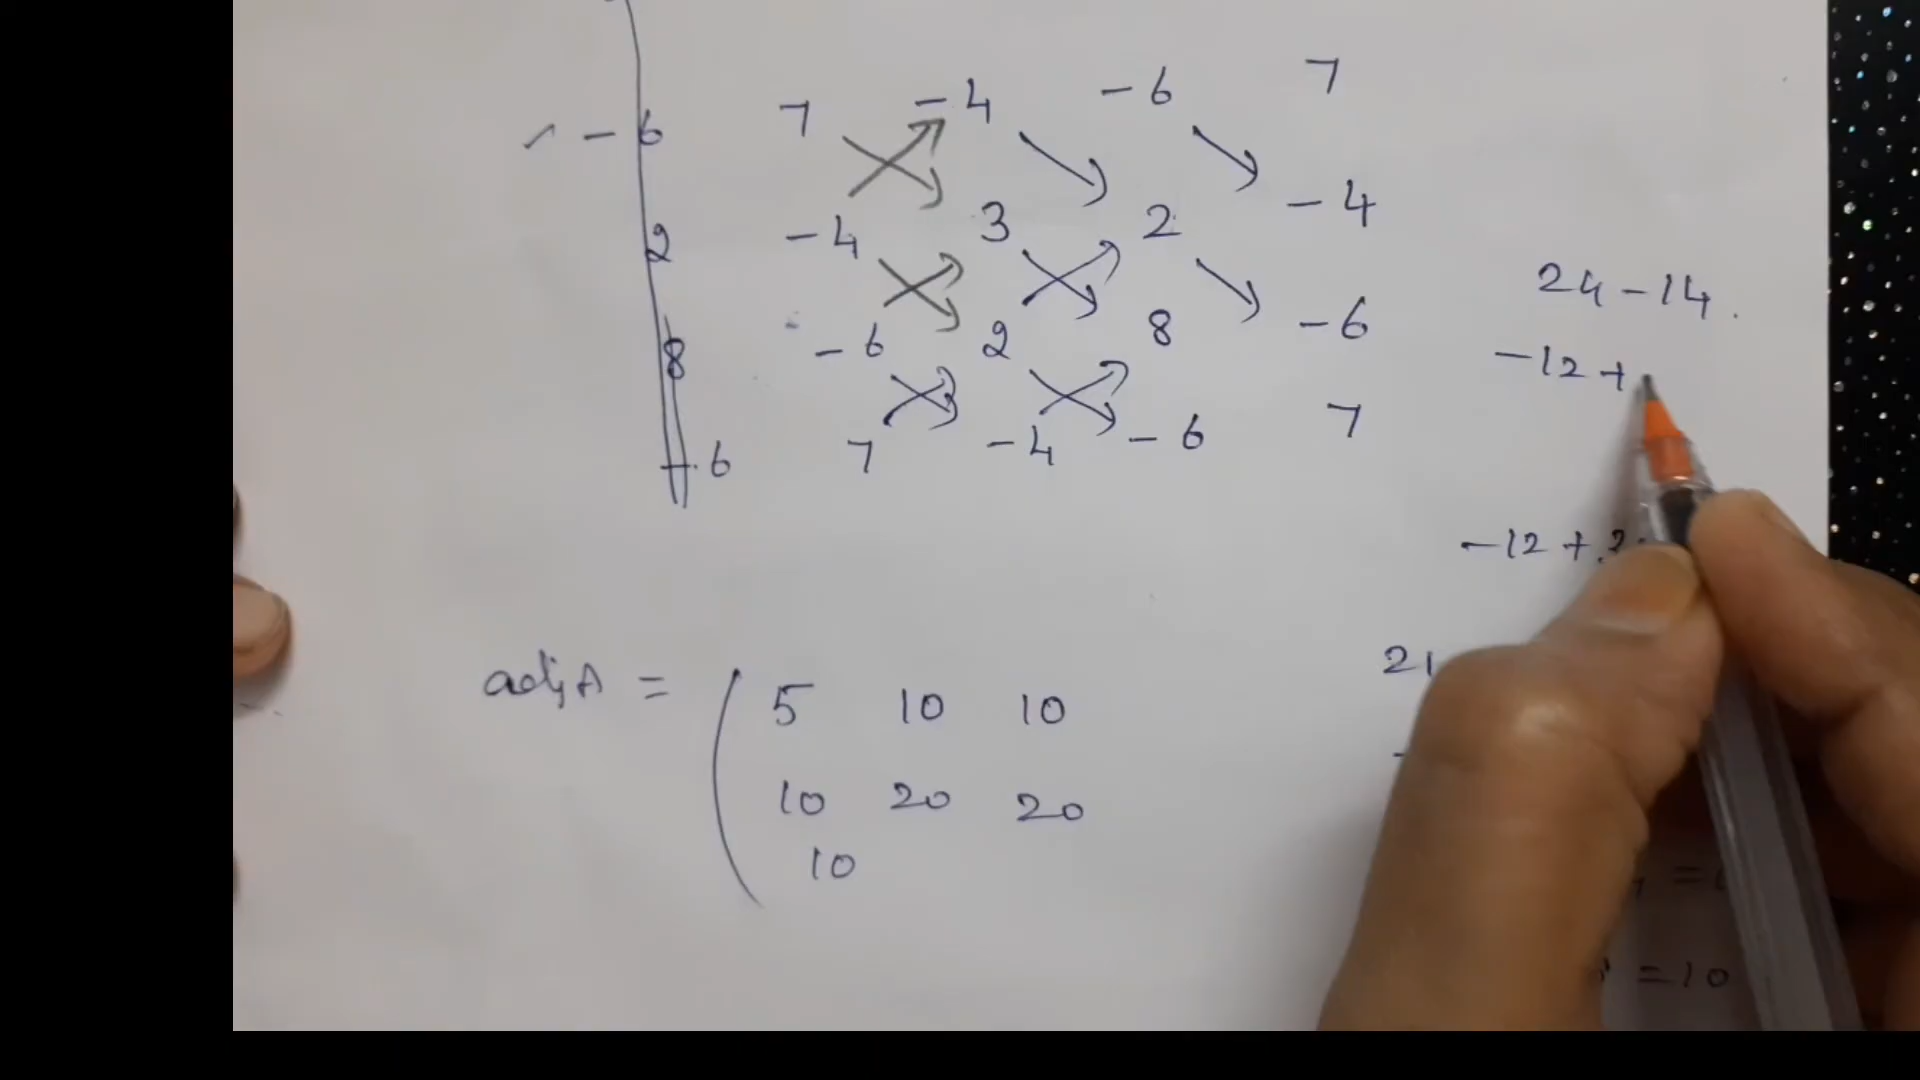 - 6 7 - 4 - 6 7
2 - 4 3 2 - 4
8 - 6 2 8 - 6
- 6 7 - 4 - 6 7
24 - 14
- 12 +
- 12 +
21
adj A = ( 5 10 10
10 20 20
10
= 10